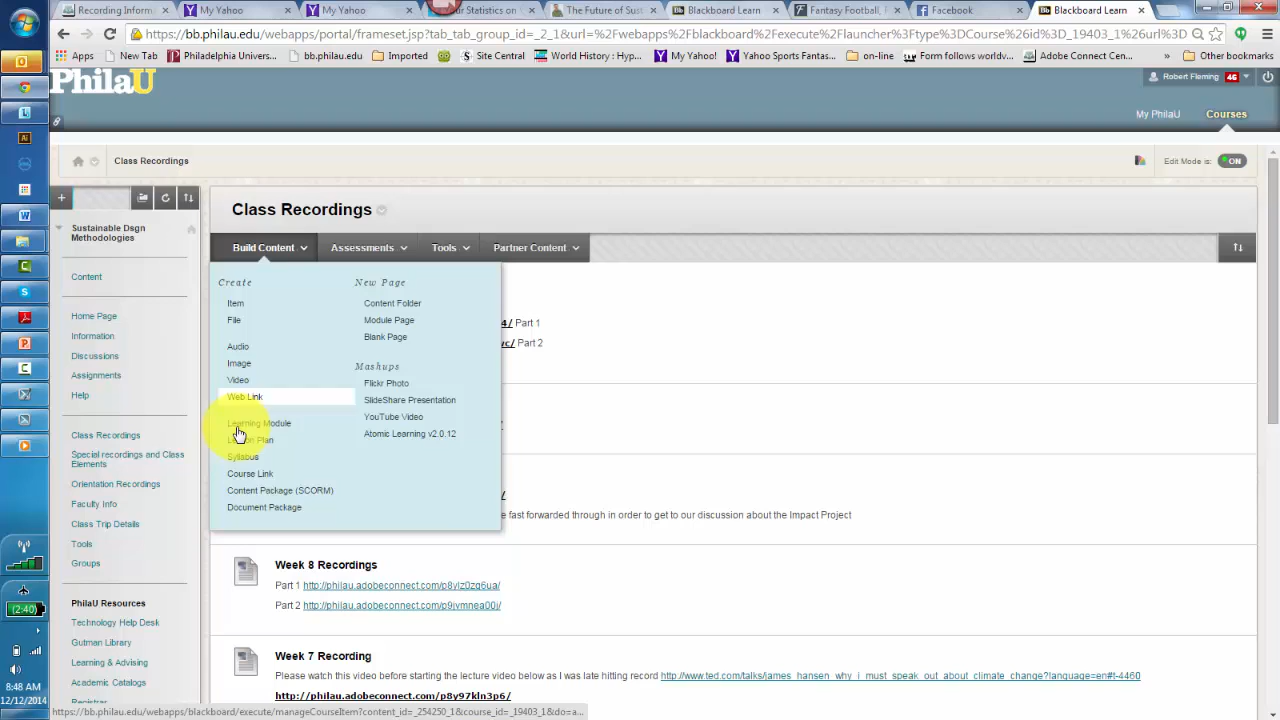 Recording Inform
My Yahoo
My Yahoo
ur Statistics on
The Future of Sust
Blackboard Learn
Fantasy Football, F
Facebook
Blackboard Learn
https://bb.philau.edu/webapps/portal/frameset.jsp?tab_tab_group_id=_2_1&url=%2Fwebapps%2Fblackboard%2Fexecute%2Flauncher%3Ftype%3DCourse%26id%3D_19403_1%26url%3D
Apps
New Tab
Philadelphia Univers...
bb.philau.edu
Imported
Site Central
World History : Hyp...
My Yahoo!
Yahoo Sports Fantas...
on-line
Form follows worldv...
Adobe Connect Cen...
»
Other bookmarks
PhilaU
Robert Fleming 46
My PhilaU
Courses
Class Recordings
Edit Mode is: ON
Sustainable Dsgn
Methodologies
Content
Home Page
Information
Discussions
Assignments
Help
Class Recordings
Special recordings and Class
Elements
Orientation Recordings
Faculty Info
Class Trip Details
Tools
Groups
PhilaU Resources
Technology Help Desk
Gutman Library
Learning & Advising
Academic Catalogs
Registrar
Class Recordings
Build Content
Assessments
Tools
Partner Content
Create
Item
File
Audio
Image
Video
Web Link
Learning Module
Lesson Plan
Syllabus
Course Link
Content Package (SCORM)
Document Package
New Page
Content Folder
Module Page
Blank Page
Mashups
Flickr Photo
SlideShare Presentation
YouTube Video
Atomic Learning v2.0.12
4/ Part 1
vc/ Part 2
/
e fast forwarded through in order to get to our discussion about the Impact Project
Week 8 Recordings
Part 1 http://philau.adobeconnect.com/p8yiz0zq6ua/
Part 2 http://philau.adobeconnect.com/p9jvmnea00j/
Week 7 Recording
Please watch this video before starting the lecture video below as I was late hitting record http://www.ted.com/talks/james_hansen_why_i_must_speak_out_about_climate_change?language=en#t-4460
http://philau.adobeconnect.com/p8y97kln3p6/
(2:40)
8:48 AM
12/12/2014
https://bb.philau.edu/webapps/blackboard/execute/manageCourseItem?content_id=_254250_1&course_id=_19403_1&do=a...